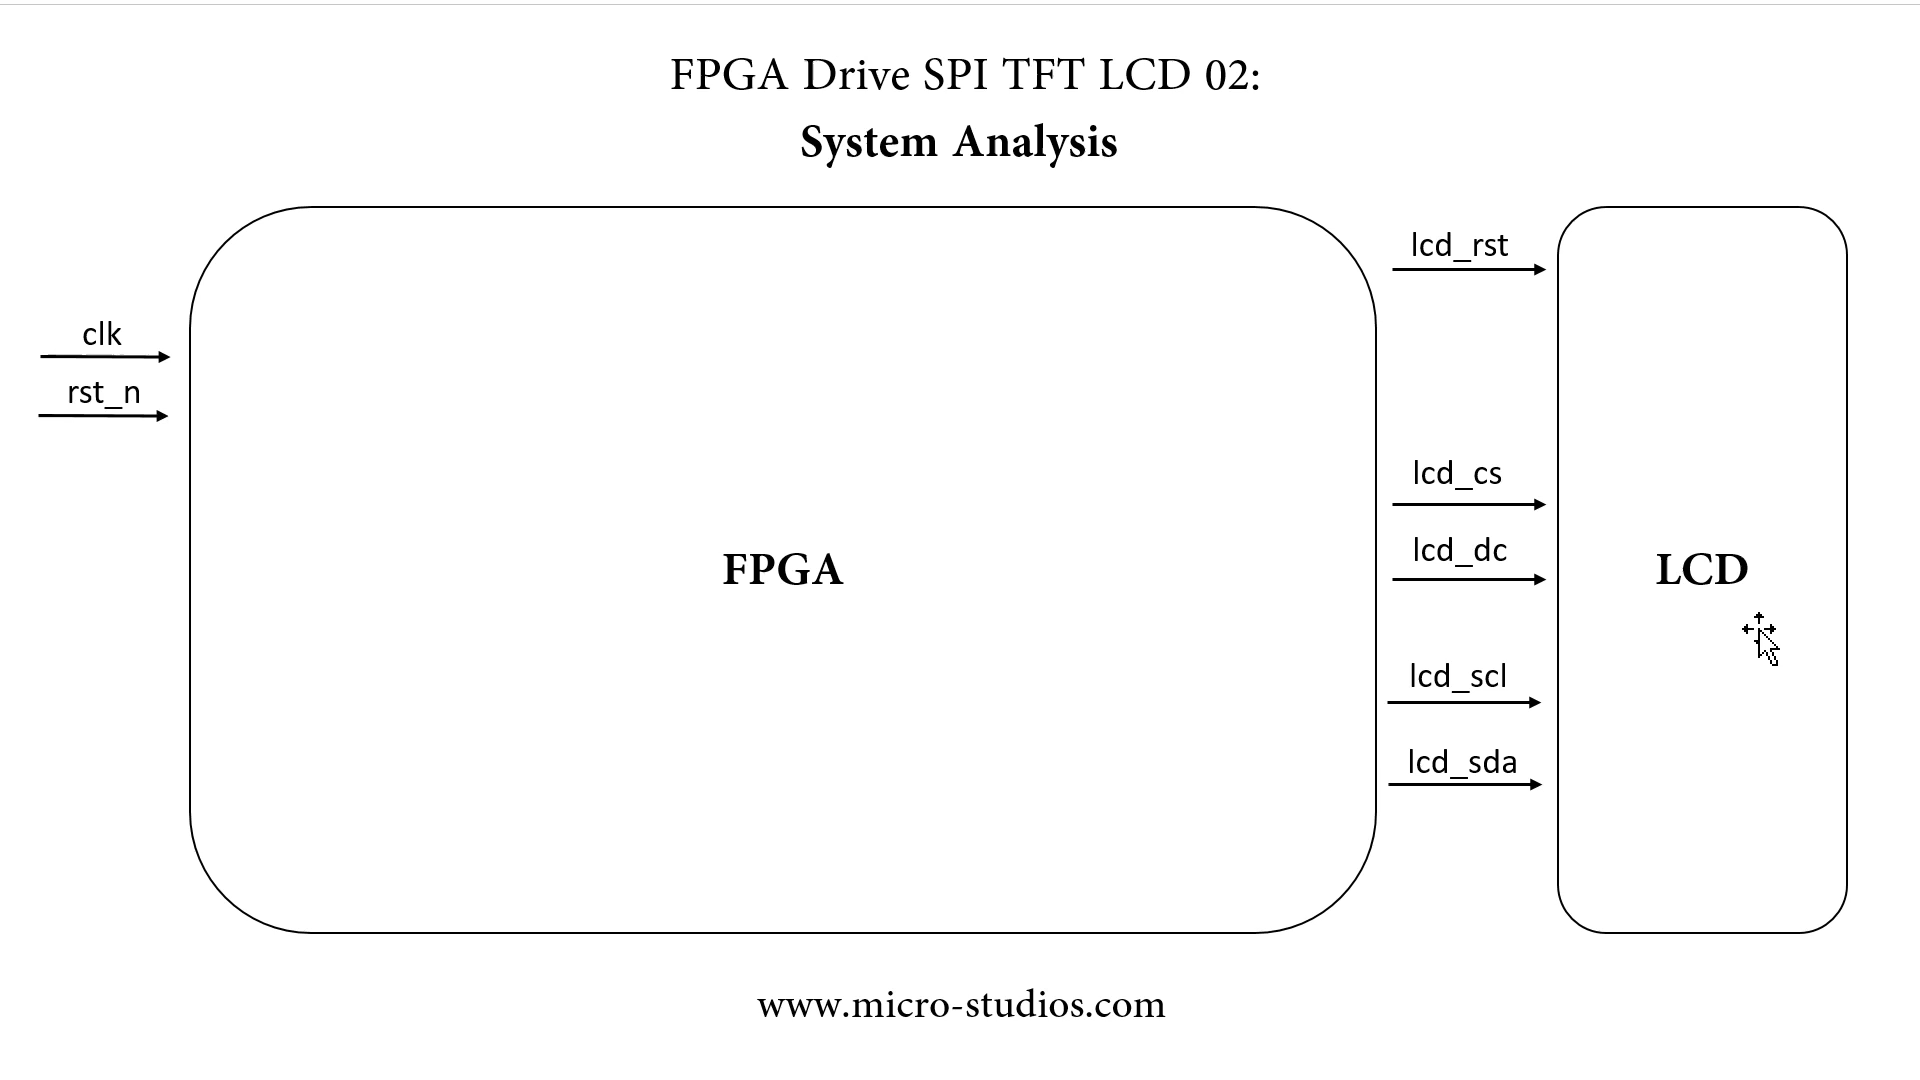 FPGA Drive SPI TFT LCD 02:
System Analysis
clk
rst_n
FPGA
lcd_rst
lcd_cs
lcd_dc
lcd_scl
lcd_sda
LCD
www.micro-studios.com